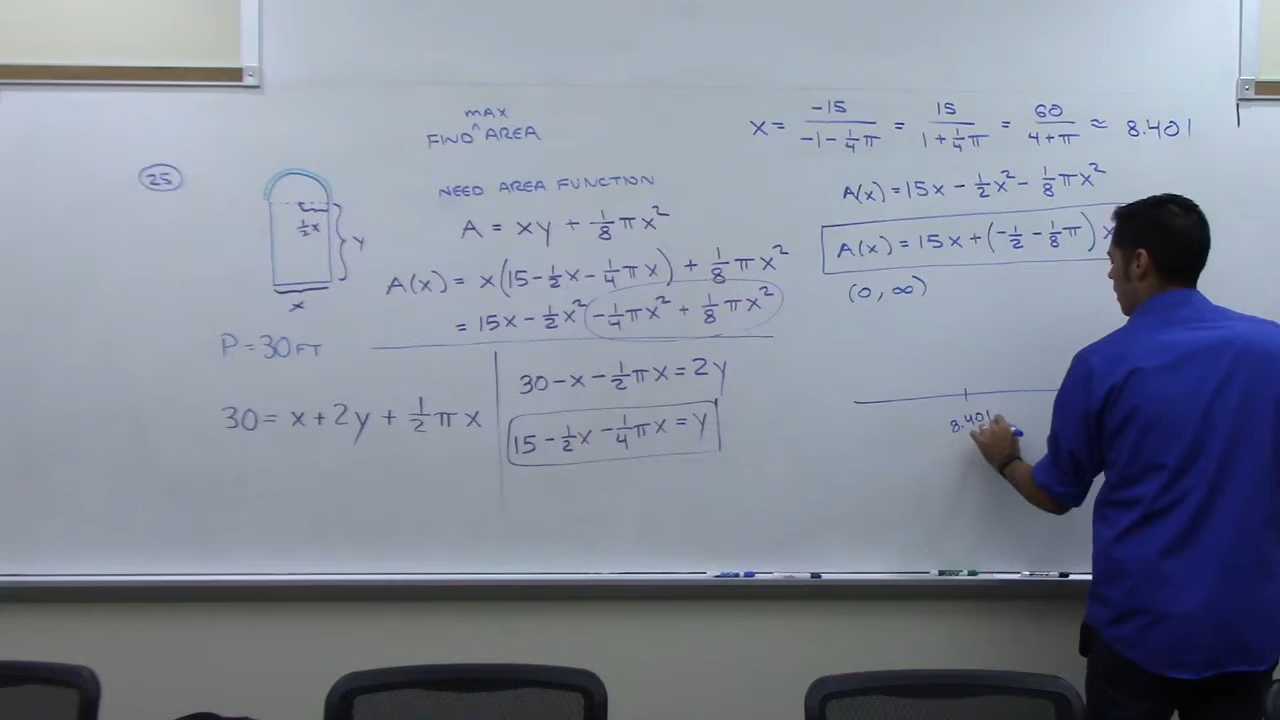 25
1/2 x
y
x
P = 30 FT
30 = x + 2y + 1/2 π x
MAX
FIND ^ AREA
NEED AREA FUNCTION
A = xy + 1/8 π x²
A(x) = x(15 - 1/2 x - 1/4 π x) + 1/8 π x²
= 15x - 1/2 x² - 1/4 π x² + 1/8 π x²
30 - x - 1/2 π x = 2y
15 - 1/2 x - 1/4 π x = y
x = -15/(-1 - 1/4 π) = 15/(1 + 1/4 π) = 60/(4 + π) ≈ 8.401
A(x) = 15x - 1/2 x² - 1/8 π x²
A(x) = 15x + (-1/2 - 1/8 π) x
(0, ∞)
8.401